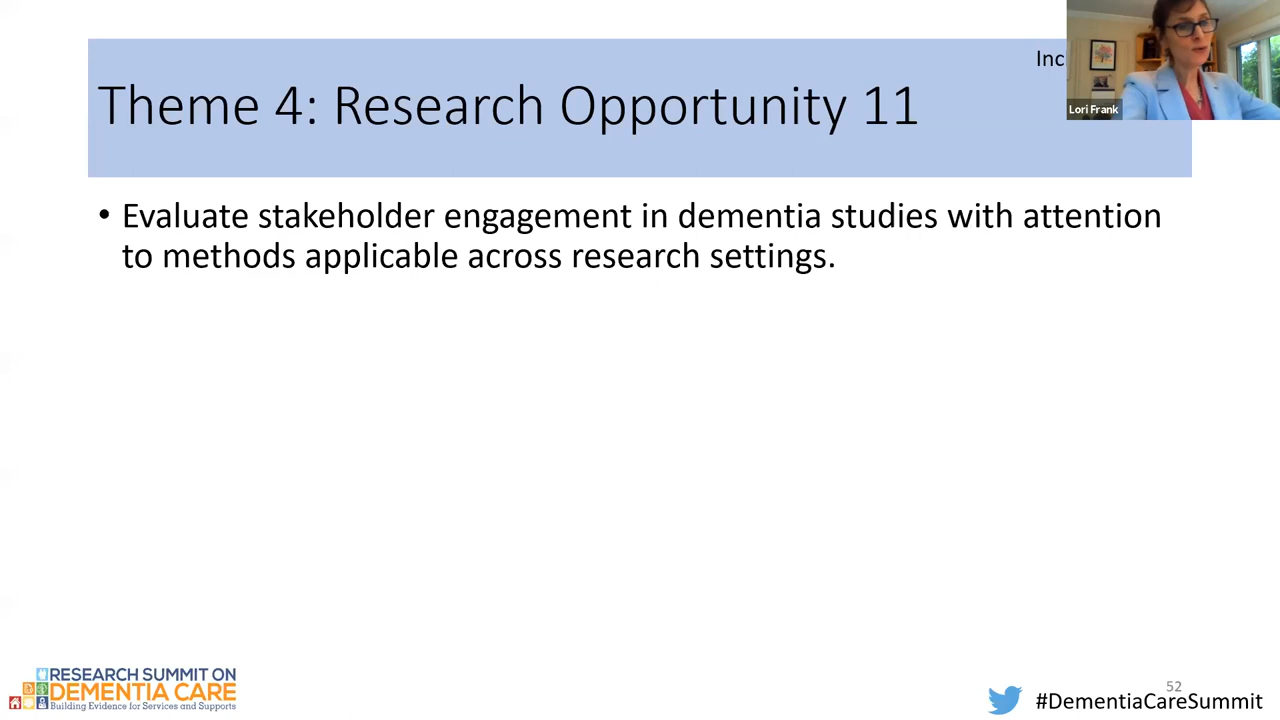 Theme 4: Research Opportunity 11
Lori Frank
• Evaluate stakeholder engagement in dementia studies with attention
to methods applicable across research settings.
RESEARCH SUMMIT ON
DEMENTIA CARE
Building Evidence for Services and Supports
52
#DementiaCareSummit